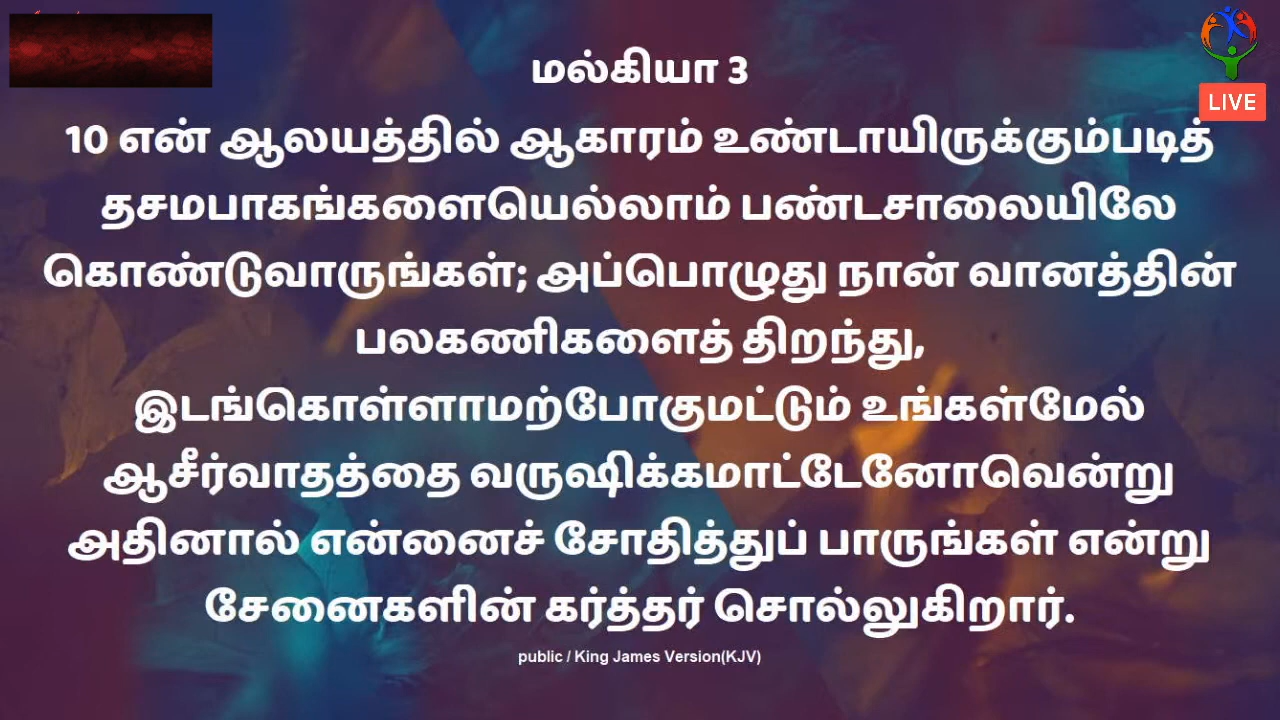 LIVE
மல்கியா 3
10 என் ஆலயத்தில் ஆகாரம் உண்டாயிருக்கும்படித்
தசமபாகங்களையெல்லாம் பண்டசாலையிலே
கொண்டுவாருங்கள்; அப்பொழுது நான் வானத்தின்
பலகணிகளைத் திறந்து,
இடங்கொள்ளாமற்போகுமட்டும் உங்கள்மேல்
ஆசீர்வாதத்தை வருஷிக்கமாட்டேனோவென்று
அதினால் என்னைச் சோதித்துப் பாருங்கள் என்று
சேனைகளின் கர்த்தர் சொல்லுகிறார்.
public / King James Version(KJV)